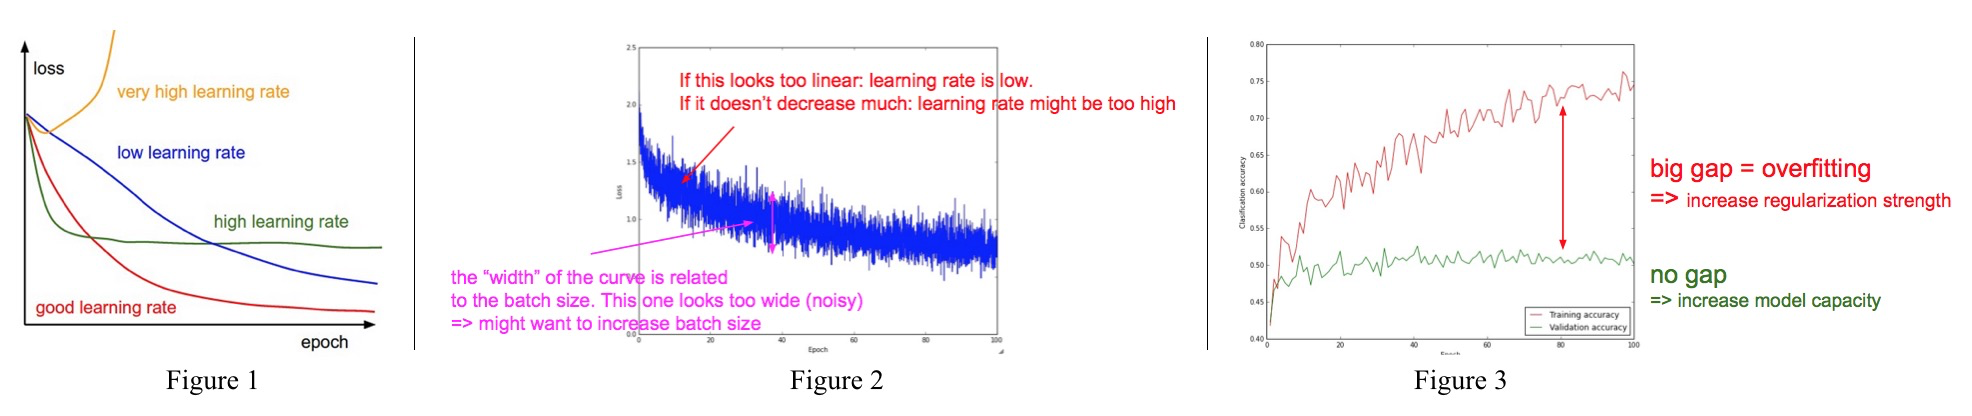 loss
very high learning rate
low learning rate
high learning rate
good learning rate
epoch
Figure 1
2.5
2.0
1.5
1.0
0.0
Loss
0
20
40
60
80
100
Epoch
If this looks too linear: learning rate is low.
If it doesn't decrease much: learning rate might be too high
the “width” of the curve is related
to the batch size. This one looks too wide (noisy)
=> might want to increase batch size
Figure 2
0.80
0.75
0.70
0.65
0.60
0.55
0.50
0.45
0.40
Classification accuracy
0
20
40
60
80
100
Epoch
Training accuracy
Validation accuracy
big gap = overfitting
=> increase regularization strength
no gap
=> increase model capacity
Figure 3